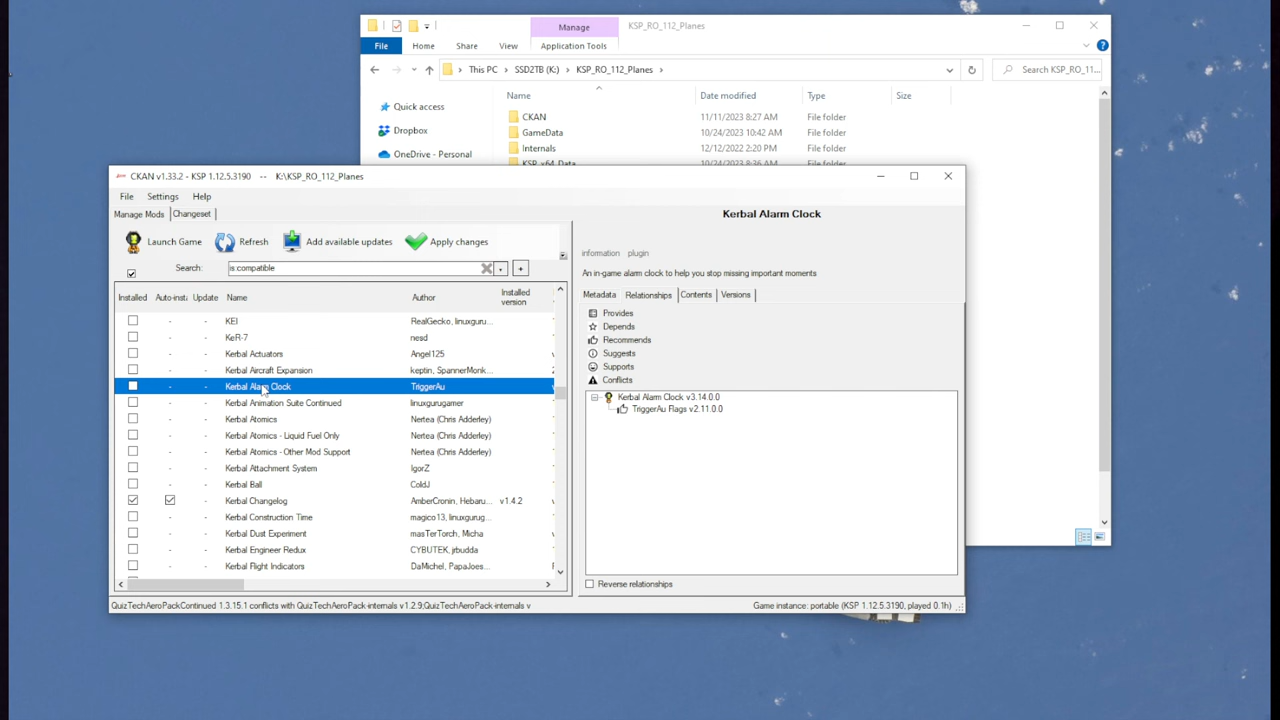 Manage
KSP_RO_112_Planes
File
Home
Share
View
Application Tools
This PC
SSD2TB (K:)
KSP_RO_112_Planes
Search KSP_RO_11...
Name
Date modified
Type
Size
Quick access
CKAN
11/11/2023 8:27 AM
File folder
Dropbox
GameData
10/24/2023 10:42 AM
File folder
OneDrive - Personal
Internals
12/12/2022 2:20 PM
File folder
KSP_x64_Data
10/24/2023 8:36 AM
File folder
CKAN v1.33.2 - KSP 1.12.5.3190 -- K:\KSP_RO_112_Planes
File Settings Help
Manage Mods Changeset
Launch Game
Refresh
Add available updates
Apply changes
Search:
is:compatible
Installed
Auto-insta
Update
Name
Author
Installed version
KEI RealGecko, linuxguru...
KeR-7 nesd
Kerbal Actuators Angel125
Kerbal Aircraft Expansion keptin, SpannerMonk...
Kerbal Alarm Clock TriggerAu
Kerbal Animation Suite Continued linuxgurugamer
Kerbal Atomics Nertea (Chris Adderley)
Kerbal Atomics - Liquid Fuel Only Nertea (Chris Adderley)
Kerbal Atomics - Other Mod Support Nertea (Chris Adderley)
Kerbal Attachment System IgorZ
Kerbal Ball ColdJ
Kerbal Changelog AmberCronin, Hebaru... v1.4.2
Kerbal Construction Time magico13, linuxgurug...
Kerbal Dust Experiment masTerTorch, Micha
Kerbal Engineer Redux CYBUTEK, jrbudda
Kerbal Flight Indicators DaMichel, PapaJoes...
Kerbal Alarm Clock
information plugin
An in-game alarm clock to help you stop missing important moments
Metadata Relationships Contents Versions
Provides
Depends
Recommends
Suggests
Supports
Conflicts
Kerbal Alarm Clock v3.14.0.0
TriggerAu Flags v2.11.0.0
Reverse relationships
QuizTechAeroPackContinued 1.3.15.1 conflicts with QuizTechAeroPack-internals v1.2.9;QuizTechAeroPack-internals v
Game instance: portable (KSP 1.12.5.3190, played 0.1h)